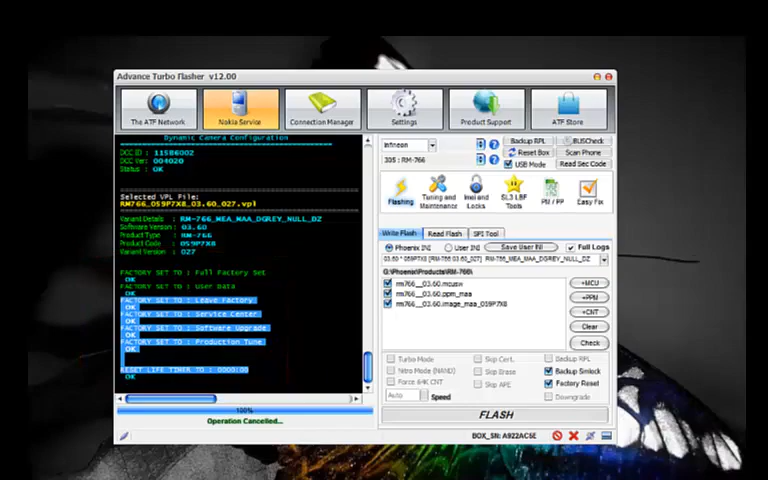 Advance Turbo Flasher v12.00
The ATF Network
Nokia Service
Connection Manager
Settings
Product Support
ATF Store
Dynamic Camera Configuration
DCC ID : 11586002
DCC Ver: 004020
Status : OK
Selected VPL File:
RM766_059P7X8_03.60_027.vpl
Variant Details : RM-766_MEA_MAA_DGREY_NULL_DZ
Software Version : 03.60
Product Type : RM-766
Product Code : 059P7X8
Variant Version : 027
FACTORY SET TO : Full Factory Set
OK
FACTORY SET TO : User Data
OK
FACTORY SET TO : Leave Factory
OK
FACTORY SET TO : Service Center
OK
FACTORY SET TO : Software Upgrade
OK
FACTORY SET TO : Production Tune
OK
RESET LIFE TIMER TO : 0000:00
OK
100%
Operation Cancelled...
Infineon
305 : RM-766
Backup RPL
BUSCheck
Reset Box
Scan Phone
USB Mode
Read Sec Code
Flashing
Tuning and Maintenance
Imei and Locks
SL3 LBF Tools
PM / PP
Easy Fix
Write Flash
Read Flash
SPI Tool
Phoenix INI
User INI
Save User INI
Full Logs
03.60 * 059P7X8 [RM-766 03.60_027] RM-766_MEA_MAA_DGREY_NULL_DZ
G:\Phoenix\Products\RM-766\
rm766__03.60.mcusw
rm766__03.60.ppm_maa
rm766__03.60.image_maa_059P7X8
+MCU
+PPM
+CNT
Clear
Check
Turbo Mode
Skip Cert.
Backup RPL
Nitro Mode (NAND)
Skip Erase
Backup Simlock
Force 64K CNT
Skip APE
Factory Reset
Auto
Speed
Downgrade
FLASH
BOX_SN: A922AC5E